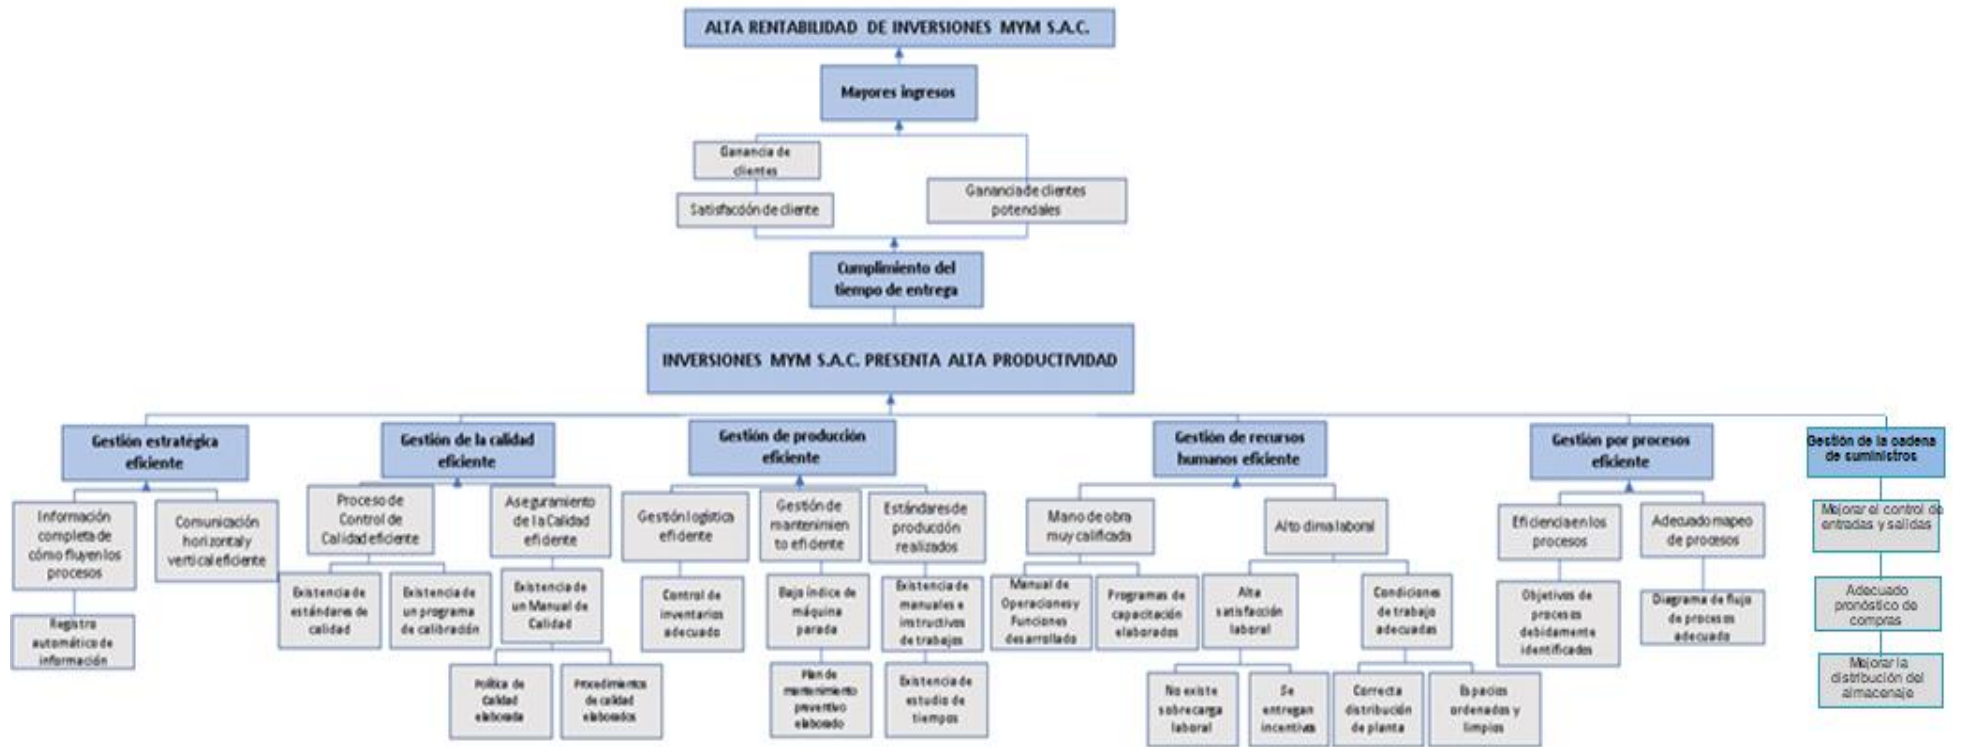 ALTA RENTABILIDAD DE INVERSIONES MYM S.A.C.
Mayores ingresos
Ganancia de
clientes
Satisfacción de cliente
Ganancia de clientes
potenciales
Cumplimiento del
tiempo de entrega
INVERSIONES MYM S.A.C. PRESENTA ALTA PRODUCTIVIDAD
Gestión estratégica
eficiente
Información
completa de
cómo fluyen los
procesos
Registro
automático de
información
Comunicación
horizontal y
vertical eficiente
Gestión de la calidad
eficiente
Proceso de
Control de
Calidad eficiente
Existencia de
estándares de
calidad
Existencia de
un programa
de calibración
Aseguramiento
de la Calidad
eficiente
Existencia de
un Manual de
Calidad
Política de
Calidad
elaborada
Procedimientos
de calidad
elaborados
Gestión de producción
eficiente
Gestión logística
eficiente
Control de
inventarios
adecuado
Gestión de
mantenimien
to eficiente
Bajo índice de
máquina
parada
Plan de
mantenimiento
preventivo
elaborado
Estándares de
producción
realizados
Existencia de
manuales e
instructivos
de trabajos
Existencia de
estudio de
tiempos
Gestión de recursos
humanos eficiente
Mano de obra
muy calificada
Manual de
Operaciones y
Funciones
desarrollado
Programas de
capacitación
elaborados
Alto clima laboral
Alta
satisfacción
laboral
No existe
sobrecarga
laboral
Se
entregan
incentivos
Condiciones
de trabajo
adecuadas
Correcta
distribución
de planta
Espacios
ordenados y
limpios
Gestión por procesos
eficiente
Eficiencia en los
procesos
Objetivos de
procesos
debidamente
identificados
Adecuado mapeo
de procesos
Diagrama de flujo
de procesos
adecuado
Gestión de la cadena
de suministros
Mejorar el control de
entradas y salidas
Adecuado
pronóstico de
compras
Mejorar la
distribución del
almacenaje